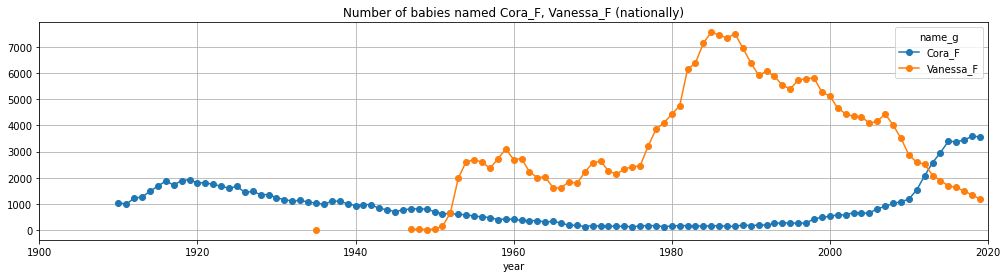 Number of babies named Cora_F, Vanessa_F (nationally)
name_g
Cora_F
Vanessa_F
7000
6000
5000
4000
3000
2000
1000
0
1900 1920 1940 1960 1980 2000 2020
year